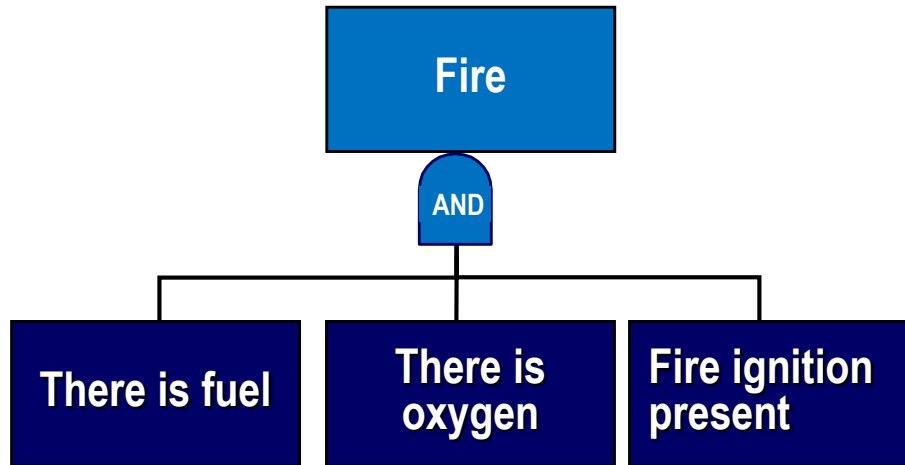 Fire
AND
There is fuel
There is
oxygen
Fire ignition
present